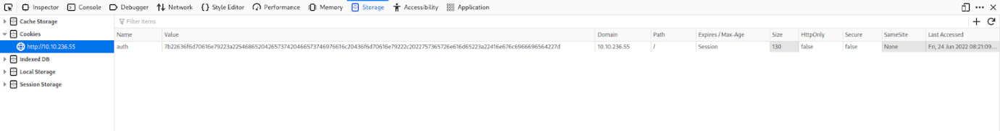 Inspector Console Debugger Network Style Editor Performance Memory Storage Accessibility Application
Cache Storage
Cookies
http://10.10.236.55
Indexed DB
Local Storage
Session Storage
Filter Items
Name Value Domain Path Expires / Max-Age Size HttpOnly Secure SameSite Last Accessed
auth 7b22636f6d70616e79223a22546865204265737420466573746976616c20436f6d70616e79222c2022757365726e616d65223a22416e676c6966696564227d 10.10.236.55 / Session 130 false false None Fri, 24 Jun 2022 08:21:09...